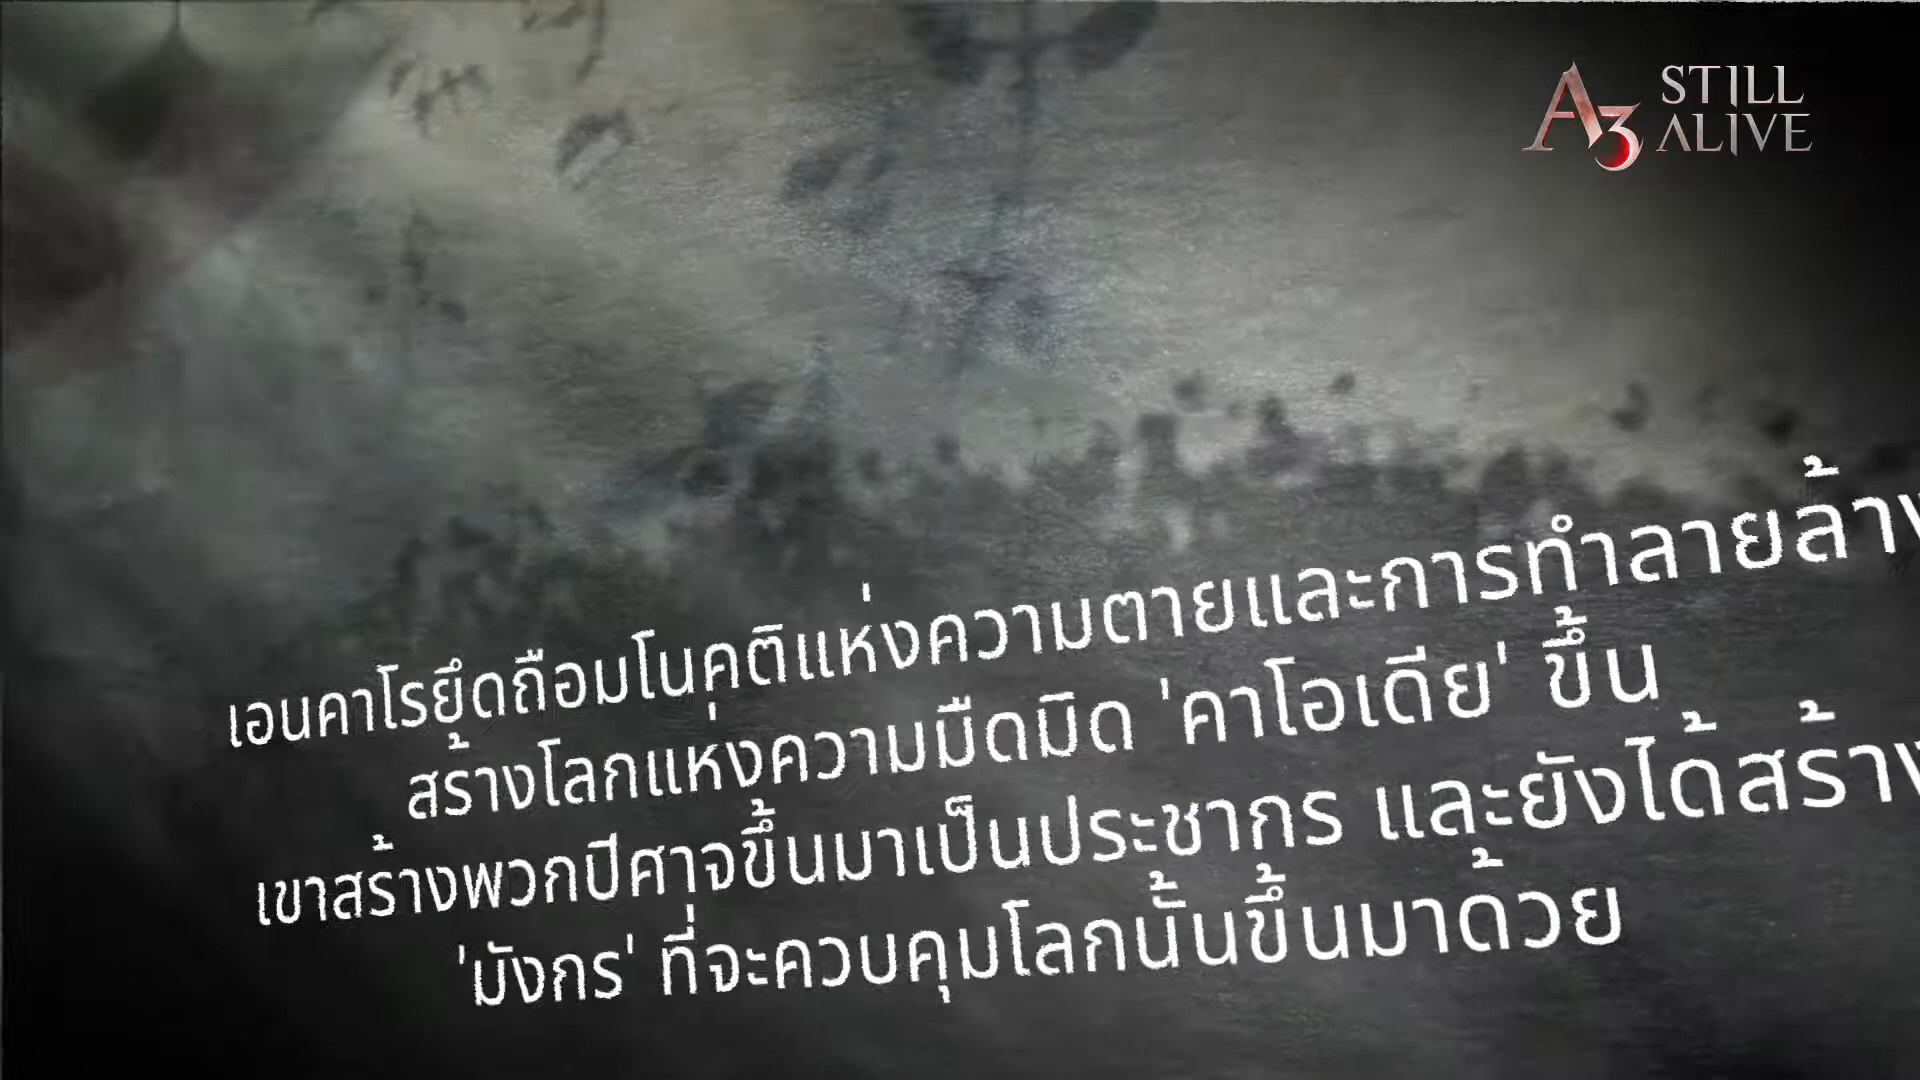 A3 STILL
ALIVE
เอนคาโรยึดถือมโนคติแห่งความตายและการทำลายล้าง
สร้างโลกแห่งความมืดมิด 'คาโอเดีย' ขึ้น
เขาสร้างพวกปีศาจขึ้นมาเป็นประชากร และยังได้สร้าง
'มังกร' ที่จะควบคุมโลกนั้นขึ้นมาด้วย